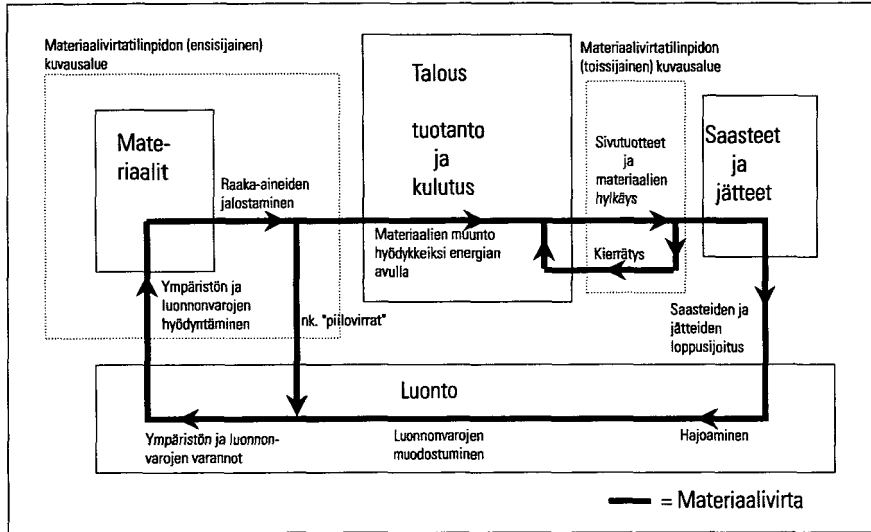 Materiaalivirtatilinpidon (ensisijainen)
kuvausalue
Talous
tuotanto
ja
kulutus
Materiaalivirtatilinpidon
(toissijainen) kuvausalue
Mate-
riaalit
Raaka-aineiden
jalostaminen
Sivutuotteet
ja
materiaalien
hylkäys
Saasteet
ja
jätteet
Materiaalien muunto
hyödykkeiksi energian
avulla
Kierrätys
Ympäristön ja
luonnonvarojen
hyödyntäminen
nk. "piilovirrat"
Saasteiden ja
jätteiden
loppusijoitus
Luonto
Ympäristön ja luonnon-
varojen varannot
Luonnonvarojen
muodostuminen
Hajoaminen
= Materiaalivirta